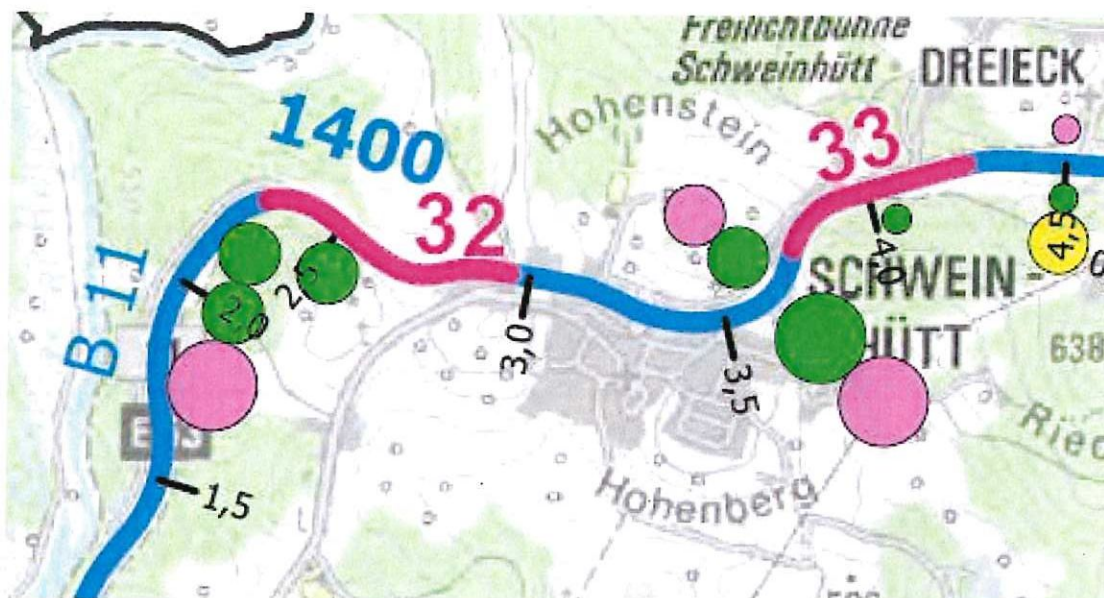 Freilichtbühne
Schweinhütt
DREIECK
Hohenstein
1400
33
32
B 11
2,5
2,0
3,0
4,0
4,5
0
SCHWEIN-
HÜTT
638
3,5
1,5
Hohenberg
Ried